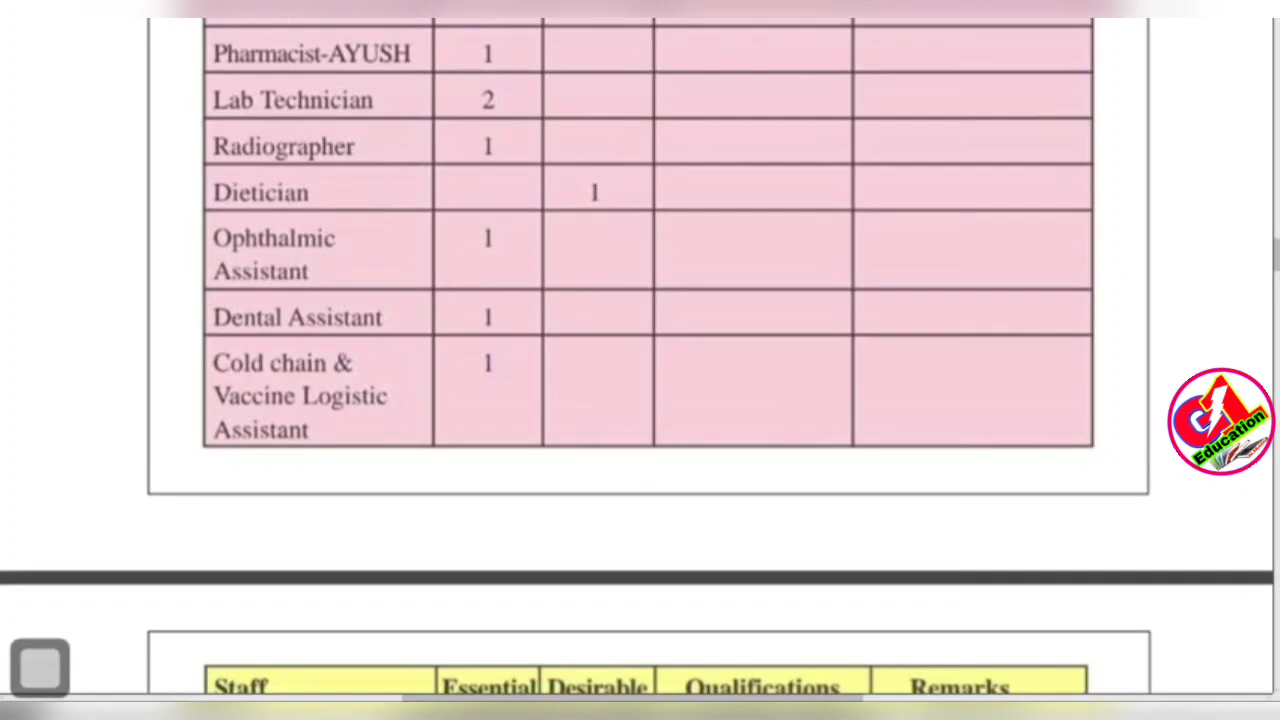 Pharmacist-AYUSH 1
Lab Technician 2
Radiographer 1
Dietician 1
Ophthalmic 1
Assistant
Dental Assistant 1
Cold chain & 1
Vaccine Logistic
Assistant
G1
Education
Staff Essential Desirable Qualifications Remarks